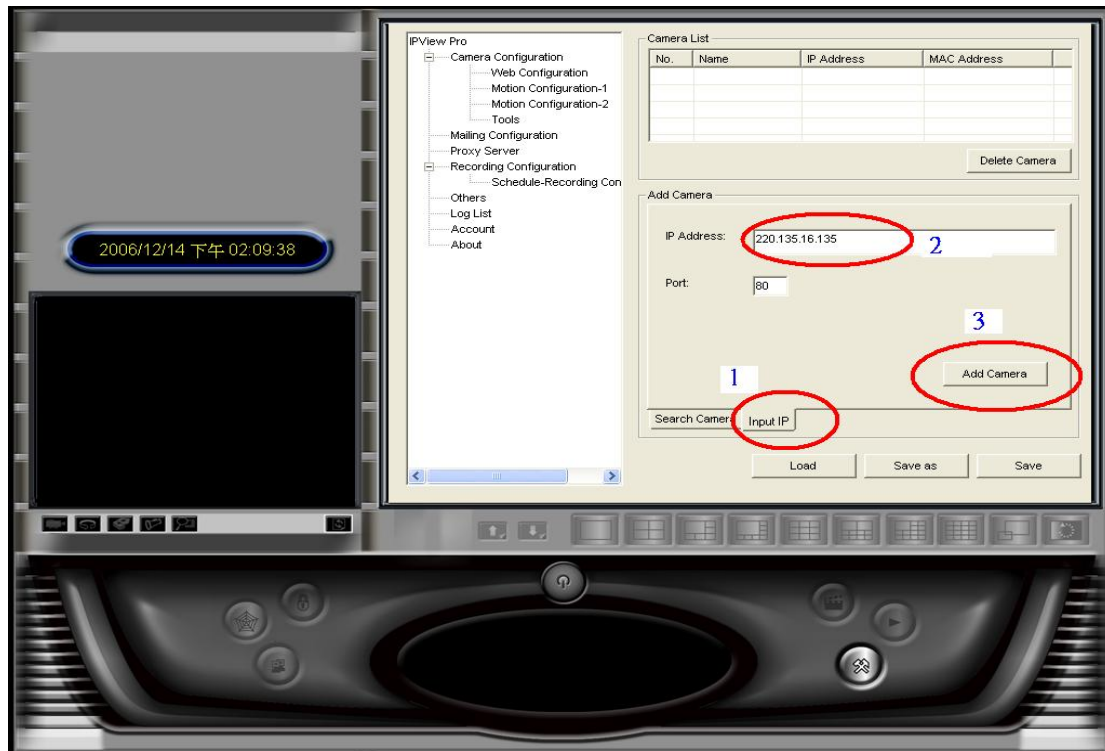 2006/12/14 下午 02:09:38
IPView Pro
Camera Configuration
Web Configuration
Motion Configuration-1
Motion Configuration-2
Tools
Mailing Configuration
Proxy Server
Recording Configuration
Schedule-Recording Con
Others
Log List
Account
About
Camera List
No. Name IP Address MAC Address
Delete Camera
Add Camera
IP Address: 220.135.16.135
2
Port: 80
3
Add Camera
1
Search Camera Input IP
Load Save as Save